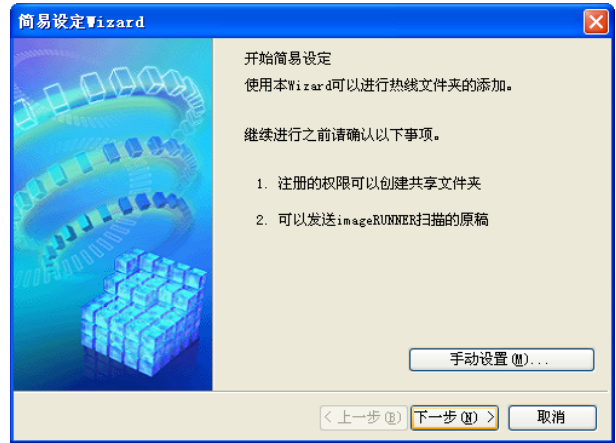 简易设定Wizard
开始简易设定
使用本Wizard可以进行热线文件夹的添加。
继续进行之前请确认以下事项。
1. 注册的权限可以创建共享文件夹
2. 可以发送imageRUNNER扫描的原稿
手动设置(M)...
< 上一步(B) 下一步(N) > 取消